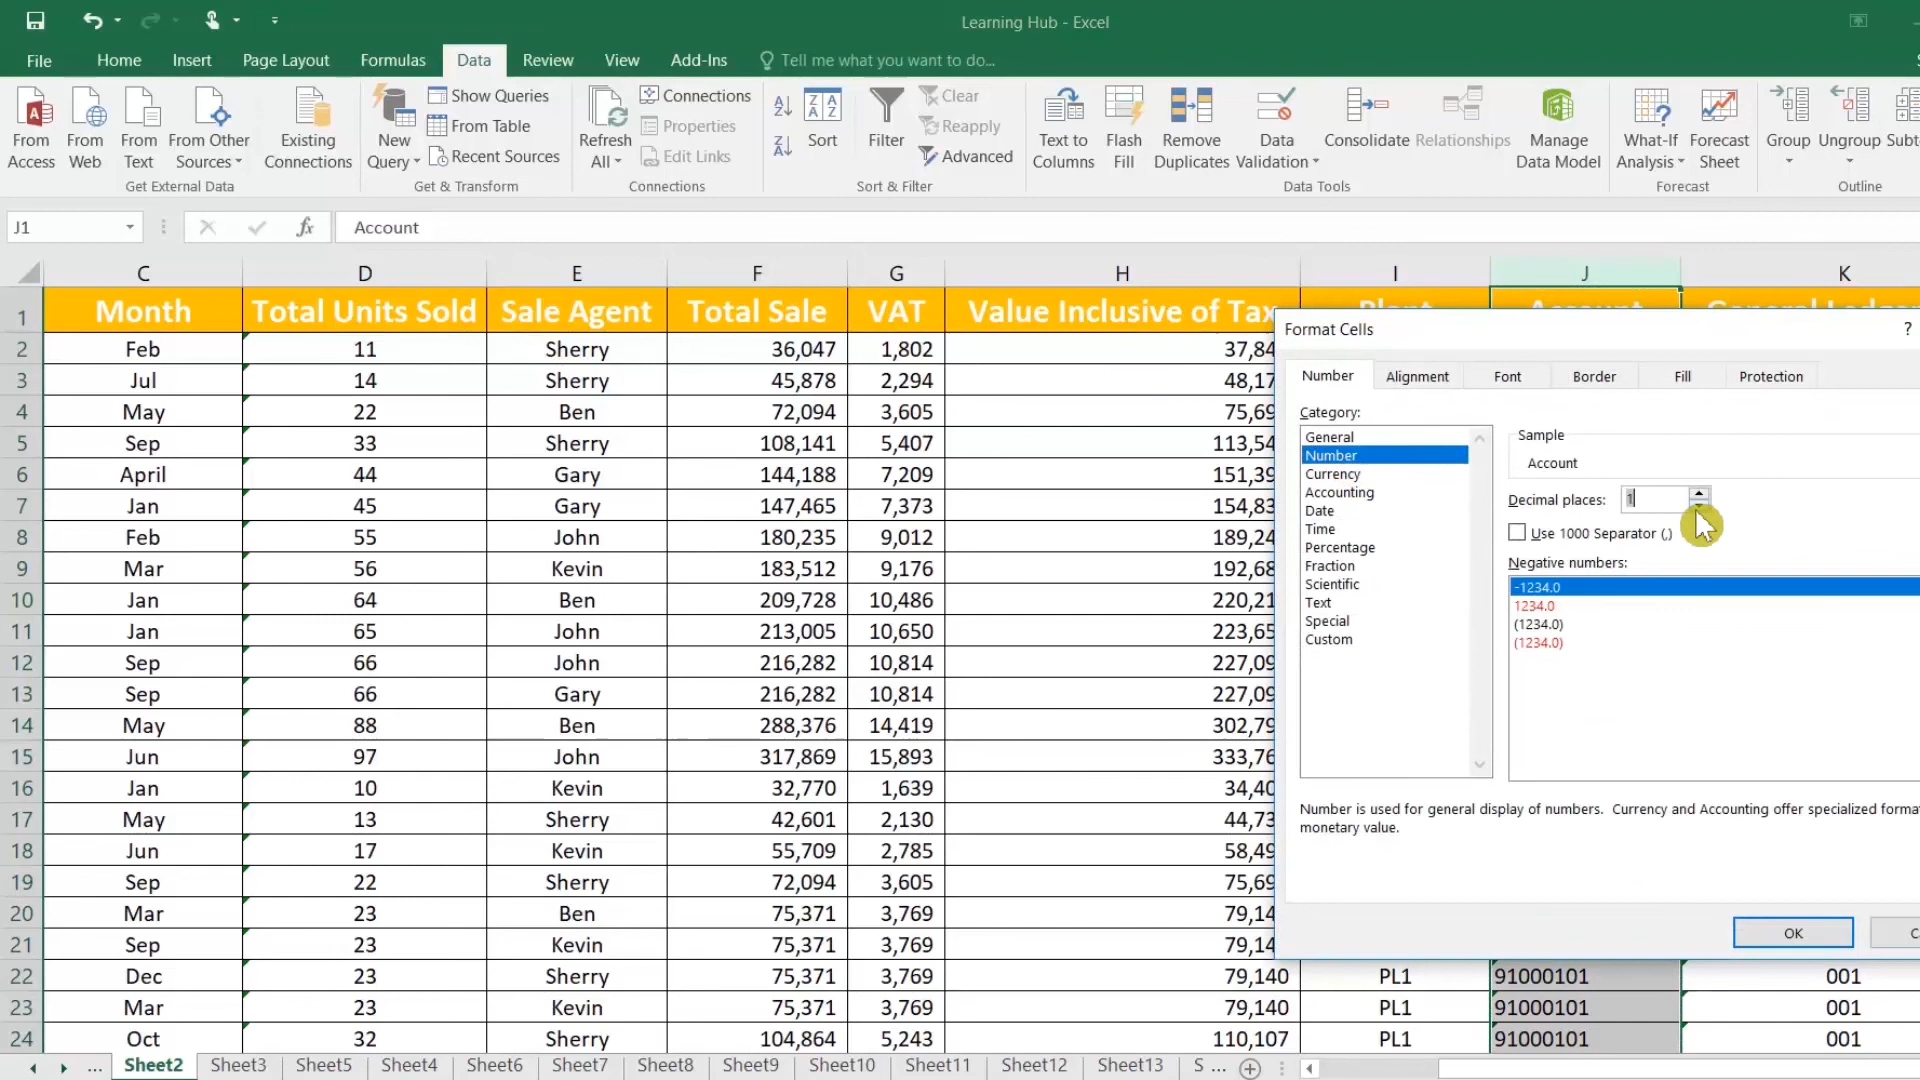 Learning Hub - Excel
File Home Insert Page Layout Formulas Data Review View Add-Ins Tell me what you want to do...
From Access
From Web
From Text
From Other Sources
Existing Connections
Get External Data
New Query
Show Queries
From Table
Recent Sources
Get & Transform
Refresh All
Connections
Properties
Edit Links
Connections
Sort
Filter
Clear
Reapply
Advanced
Sort & Filter
Text to Columns
Flash Fill
Remove Duplicates
Data Validation
Consolidate
Relationships
Manage Data Model
Data Tools
What-If Analysis
Forecast Sheet
Forecast
Group
Ungroup
Outline
J1 fx Account
C D E F G H I J K
1 Month Total Units Sold Sale Agent Total Sale VAT Value Inclusive of Tax Plant Account General Ledger
2 Feb 11 Sherry 36,047 1,802 37,84
3 Jul 14 Sherry 45,878 2,294 48,17
4 May 22 Ben 72,094 3,605 75,69
5 Sep 33 Sherry 108,141 5,407 113,54
6 April 44 Gary 144,188 7,209 151,39
7 Jan 45 Gary 147,465 7,373 154,83
8 Feb 55 John 180,235 9,012 189,24
9 Mar 56 Kevin 183,512 9,176 192,68
10 Jan 64 Ben 209,728 10,486 220,21
11 Jan 65 John 213,005 10,650 223,65
12 Sep 66 John 216,282 10,814 227,09
13 Sep 66 Gary 216,282 10,814 227,09
14 May 88 Ben 288,376 14,419 302,79
15 Jun 97 John 317,869 15,893 333,76
16 Jan 10 Kevin 32,770 1,639 34,40
17 May 13 Sherry 42,601 2,130 44,73
18 Jun 17 Kevin 55,709 2,785 58,49
19 Sep 22 Sherry 72,094 3,605 75,69
20 Mar 23 Ben 75,371 3,769 79,14
21 Sep 23 Kevin 75,371 3,769 79,14
22 Dec 23 Sherry 75,371 3,769 79,140 PL1 91000101 001
23 Mar 23 Kevin 75,371 3,769 79,140 PL1 91000101 001
24 Oct 32 Sherry 104,864 5,243 110,107 PL1 91000101 001
Format Cells ?
Number Alignment Font Border Fill Protection
Category:
General
Number
Currency
Accounting
Date
Time
Percentage
Fraction
Scientific
Text
Special
Custom
Sample
Account
Decimal places: 1
Use 1000 Separator (,)
Negative numbers:
-1234.0
1234.0
(1234.0)
(1234.0)
Number is used for general display of numbers. Currency and Accounting offer specialized
monetary value.
OK
... Sheet2 Sheet3 Sheet5 Sheet4 Sheet6 Sheet7 Sheet8 Sheet9 Sheet10 Sheet11 Sheet12 Sheet13 S ...